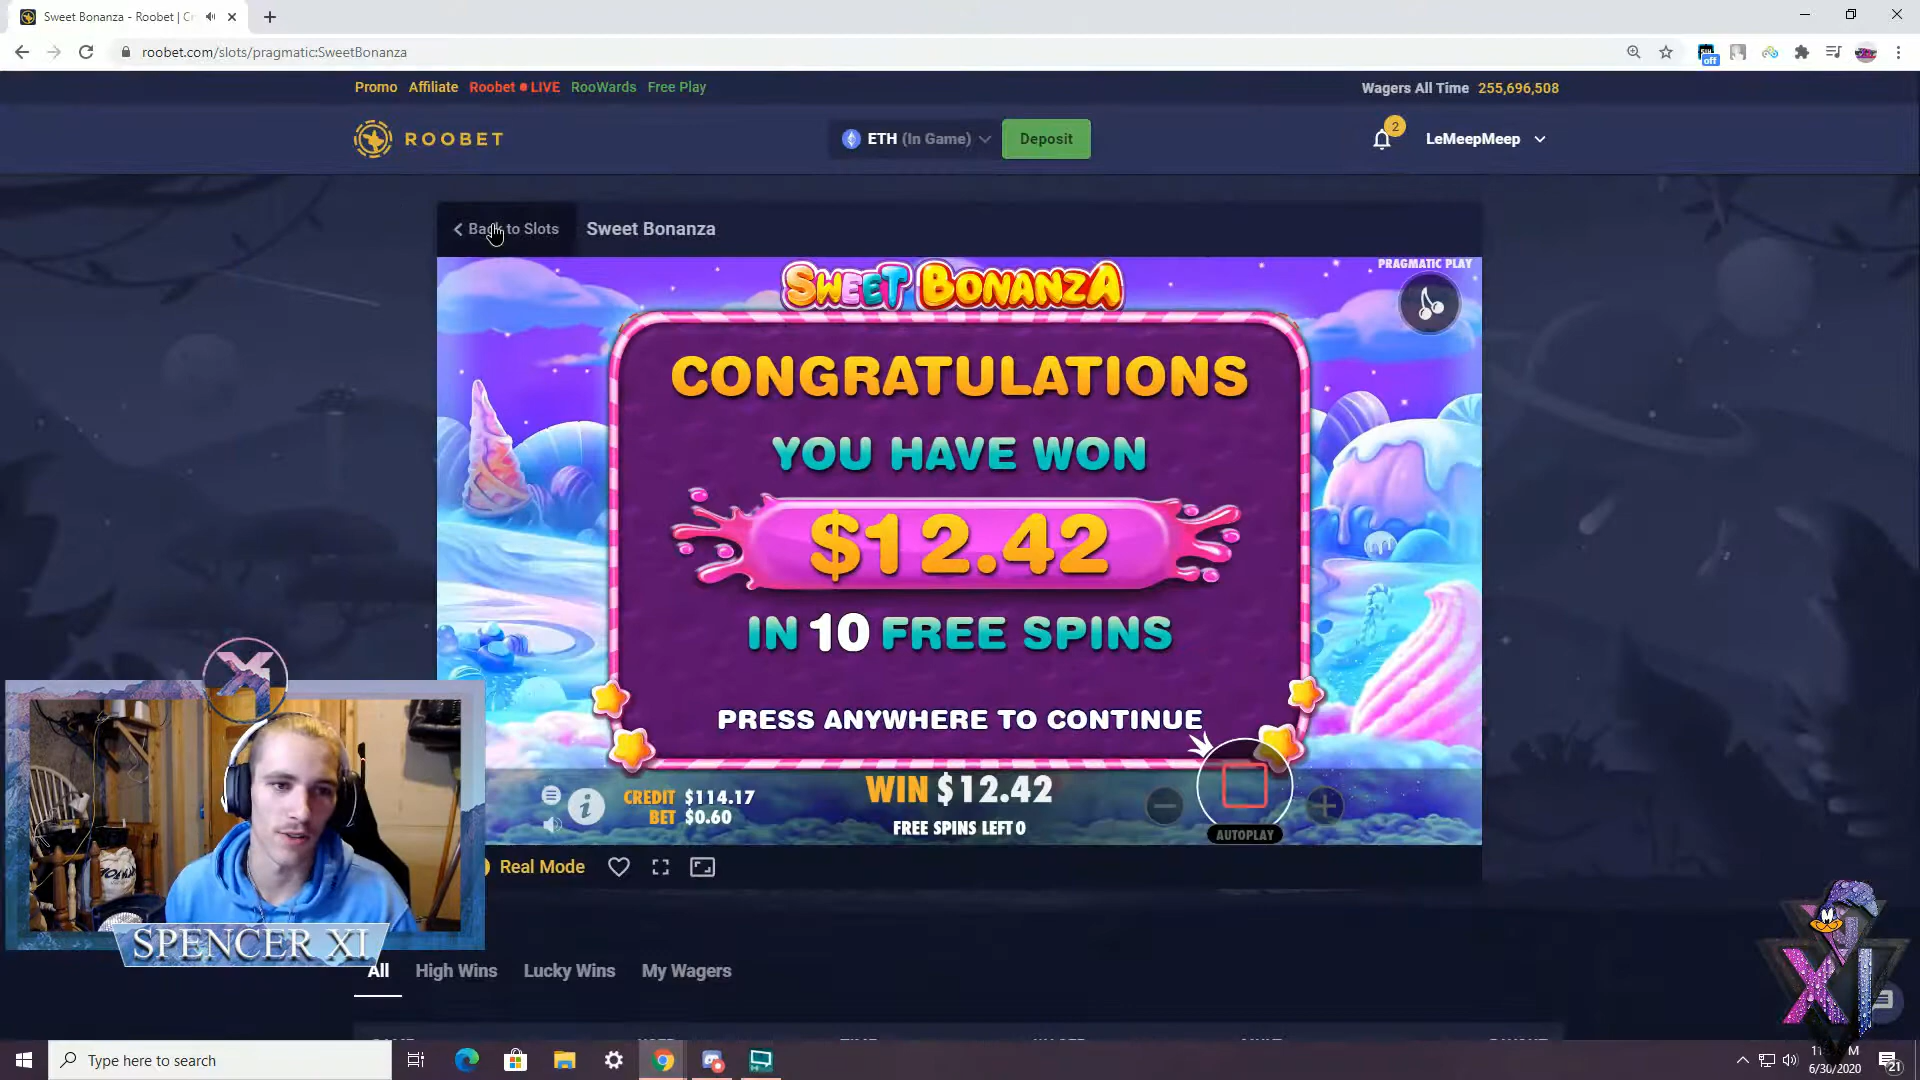 Sweet Bonanza - Roobet | Cr
roobet.com/slots/pragmatic:SweetBonanza
off
Promo Affiliate Roobet LIVE RooWards Free Play
Wagers All Time 255,696,508
ROOBET
ETH (In Game)
Deposit
2
LeMeepMeep
Back to Slots
Sweet Bonanza
PRAGMATIC PLAY
SWEET BONANZA
CONGRATULATIONS
YOU HAVE WON
$12.42
IN 10 FREE SPINS
PRESS ANYWHERE TO CONTINUE
CREDIT $114.17
BET $0.60
WIN $12.42
FREE SPINS LEFT 0
AUTOPLAY
Real Mode
SPENCER XI
All High Wins Lucky Wins My Wagers
XI
Type here to search
6/30/2020
21